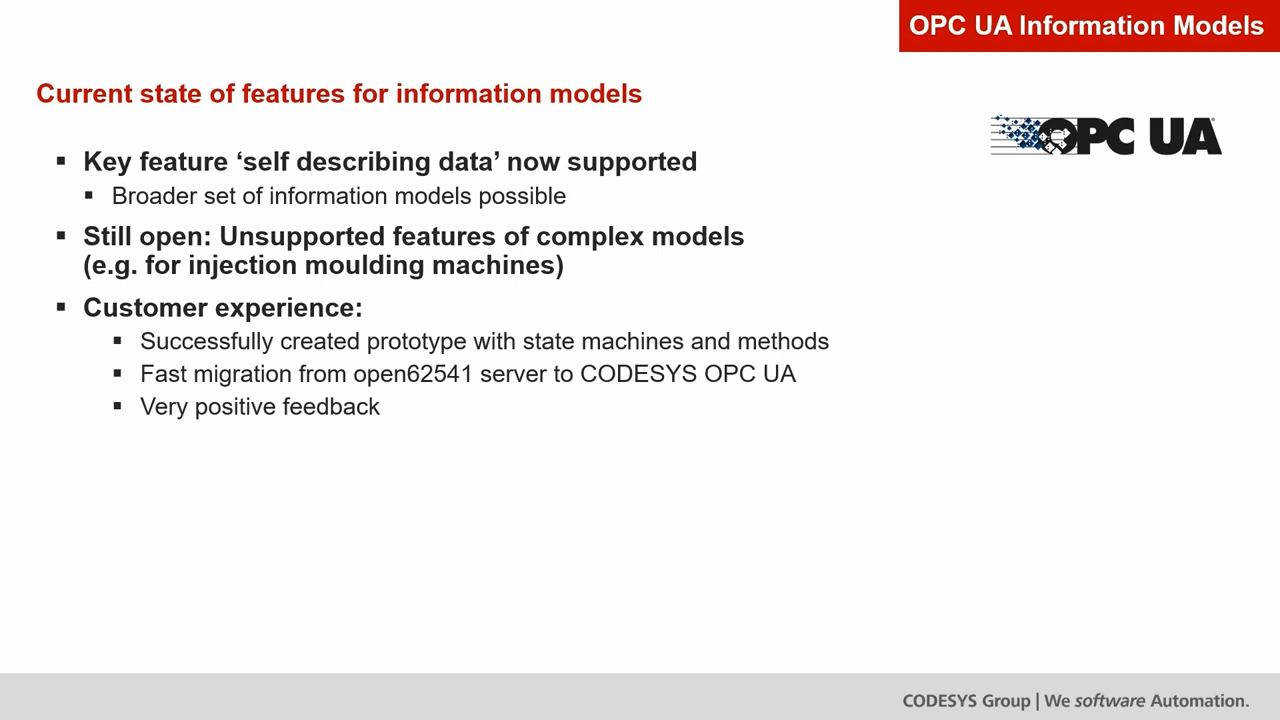 OPC UA Information Models
Current state of features for information models
OPC UA
▪ Key feature ‘self describing data’ now supported
▪ Broader set of information models possible
▪ Still open: Unsupported features of complex models
(e.g. for injection moulding machines)
▪ Customer experience:
▪ Successfully created prototype with state machines and methods
▪ Fast migration from open62541 server to CODESYS OPC UA
▪ Very positive feedback
CODESYS Group | We software Automation.